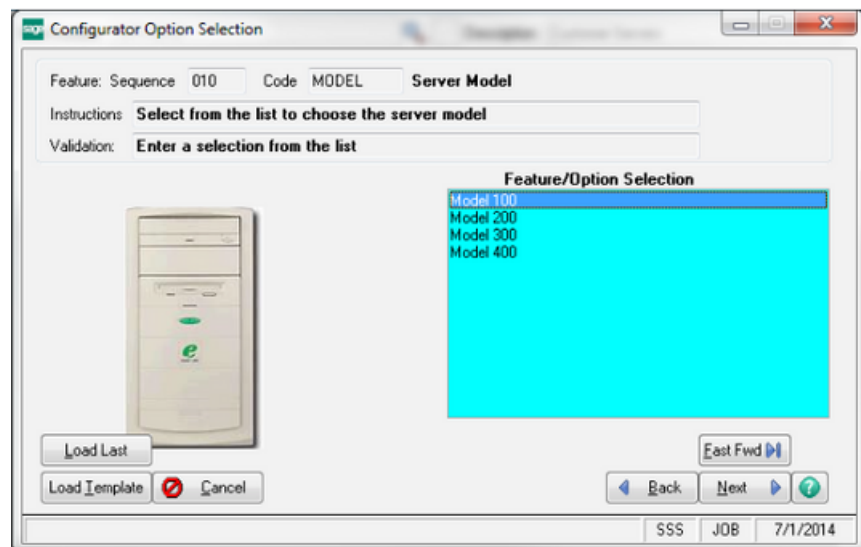 sage Configurator Option Selection
Feature: Sequence 010 Code MODEL Server Model
Instructions Select from the list to choose the server model
Validation: Enter a selection from the list
Feature/Option Selection
Model 100
Model 200
Model 300
Model 400
e
Load Last
Fast Fwd
Load Template Cancel
Back Next ?
SSS JOB 7/1/2014